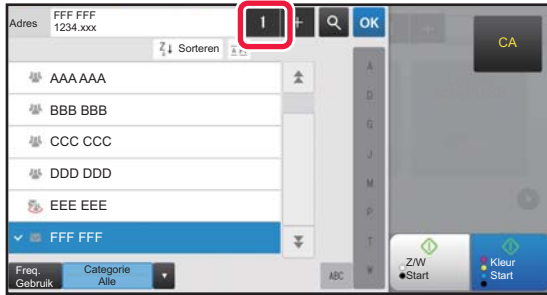 Adres
FFF FFF
1234.xxx
1
+
OK
CA
Sorteren
AAA AAA
BBB BBB
CCC CCC
DDD DDD
EEE EEE
FFF FFF
A
D
G
J
M
P
T
W
ABC
Freq.
Gebruik
Categorie
Alle
Z/W
Start
Kleur
Start